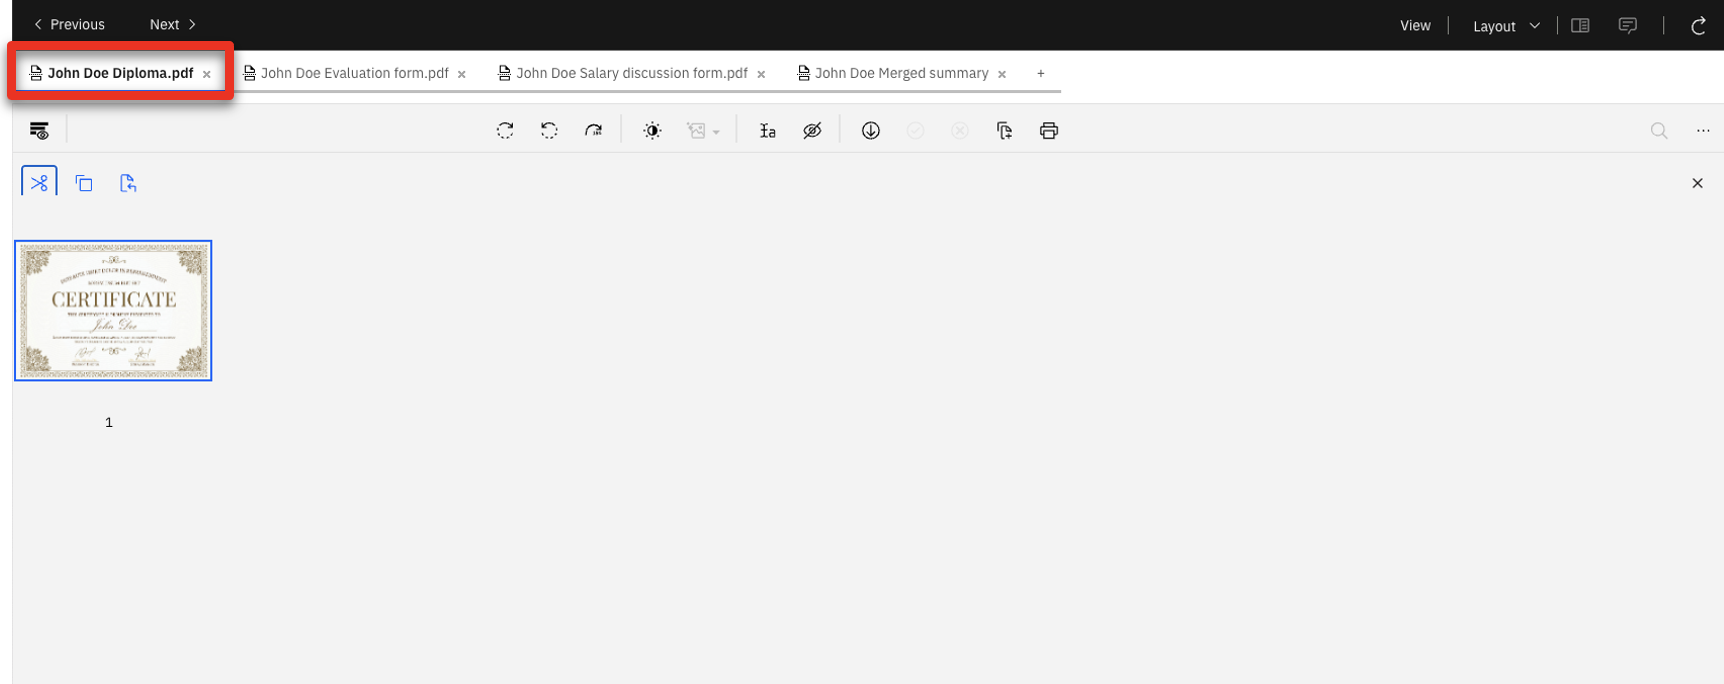 Previous Next View Layout
John Doe Diploma.pdf × John Doe Evaluation form.pdf × John Doe Salary discussion form.pdf × John Doe Merged summary × +
CERTIFICATE
John Doe
1